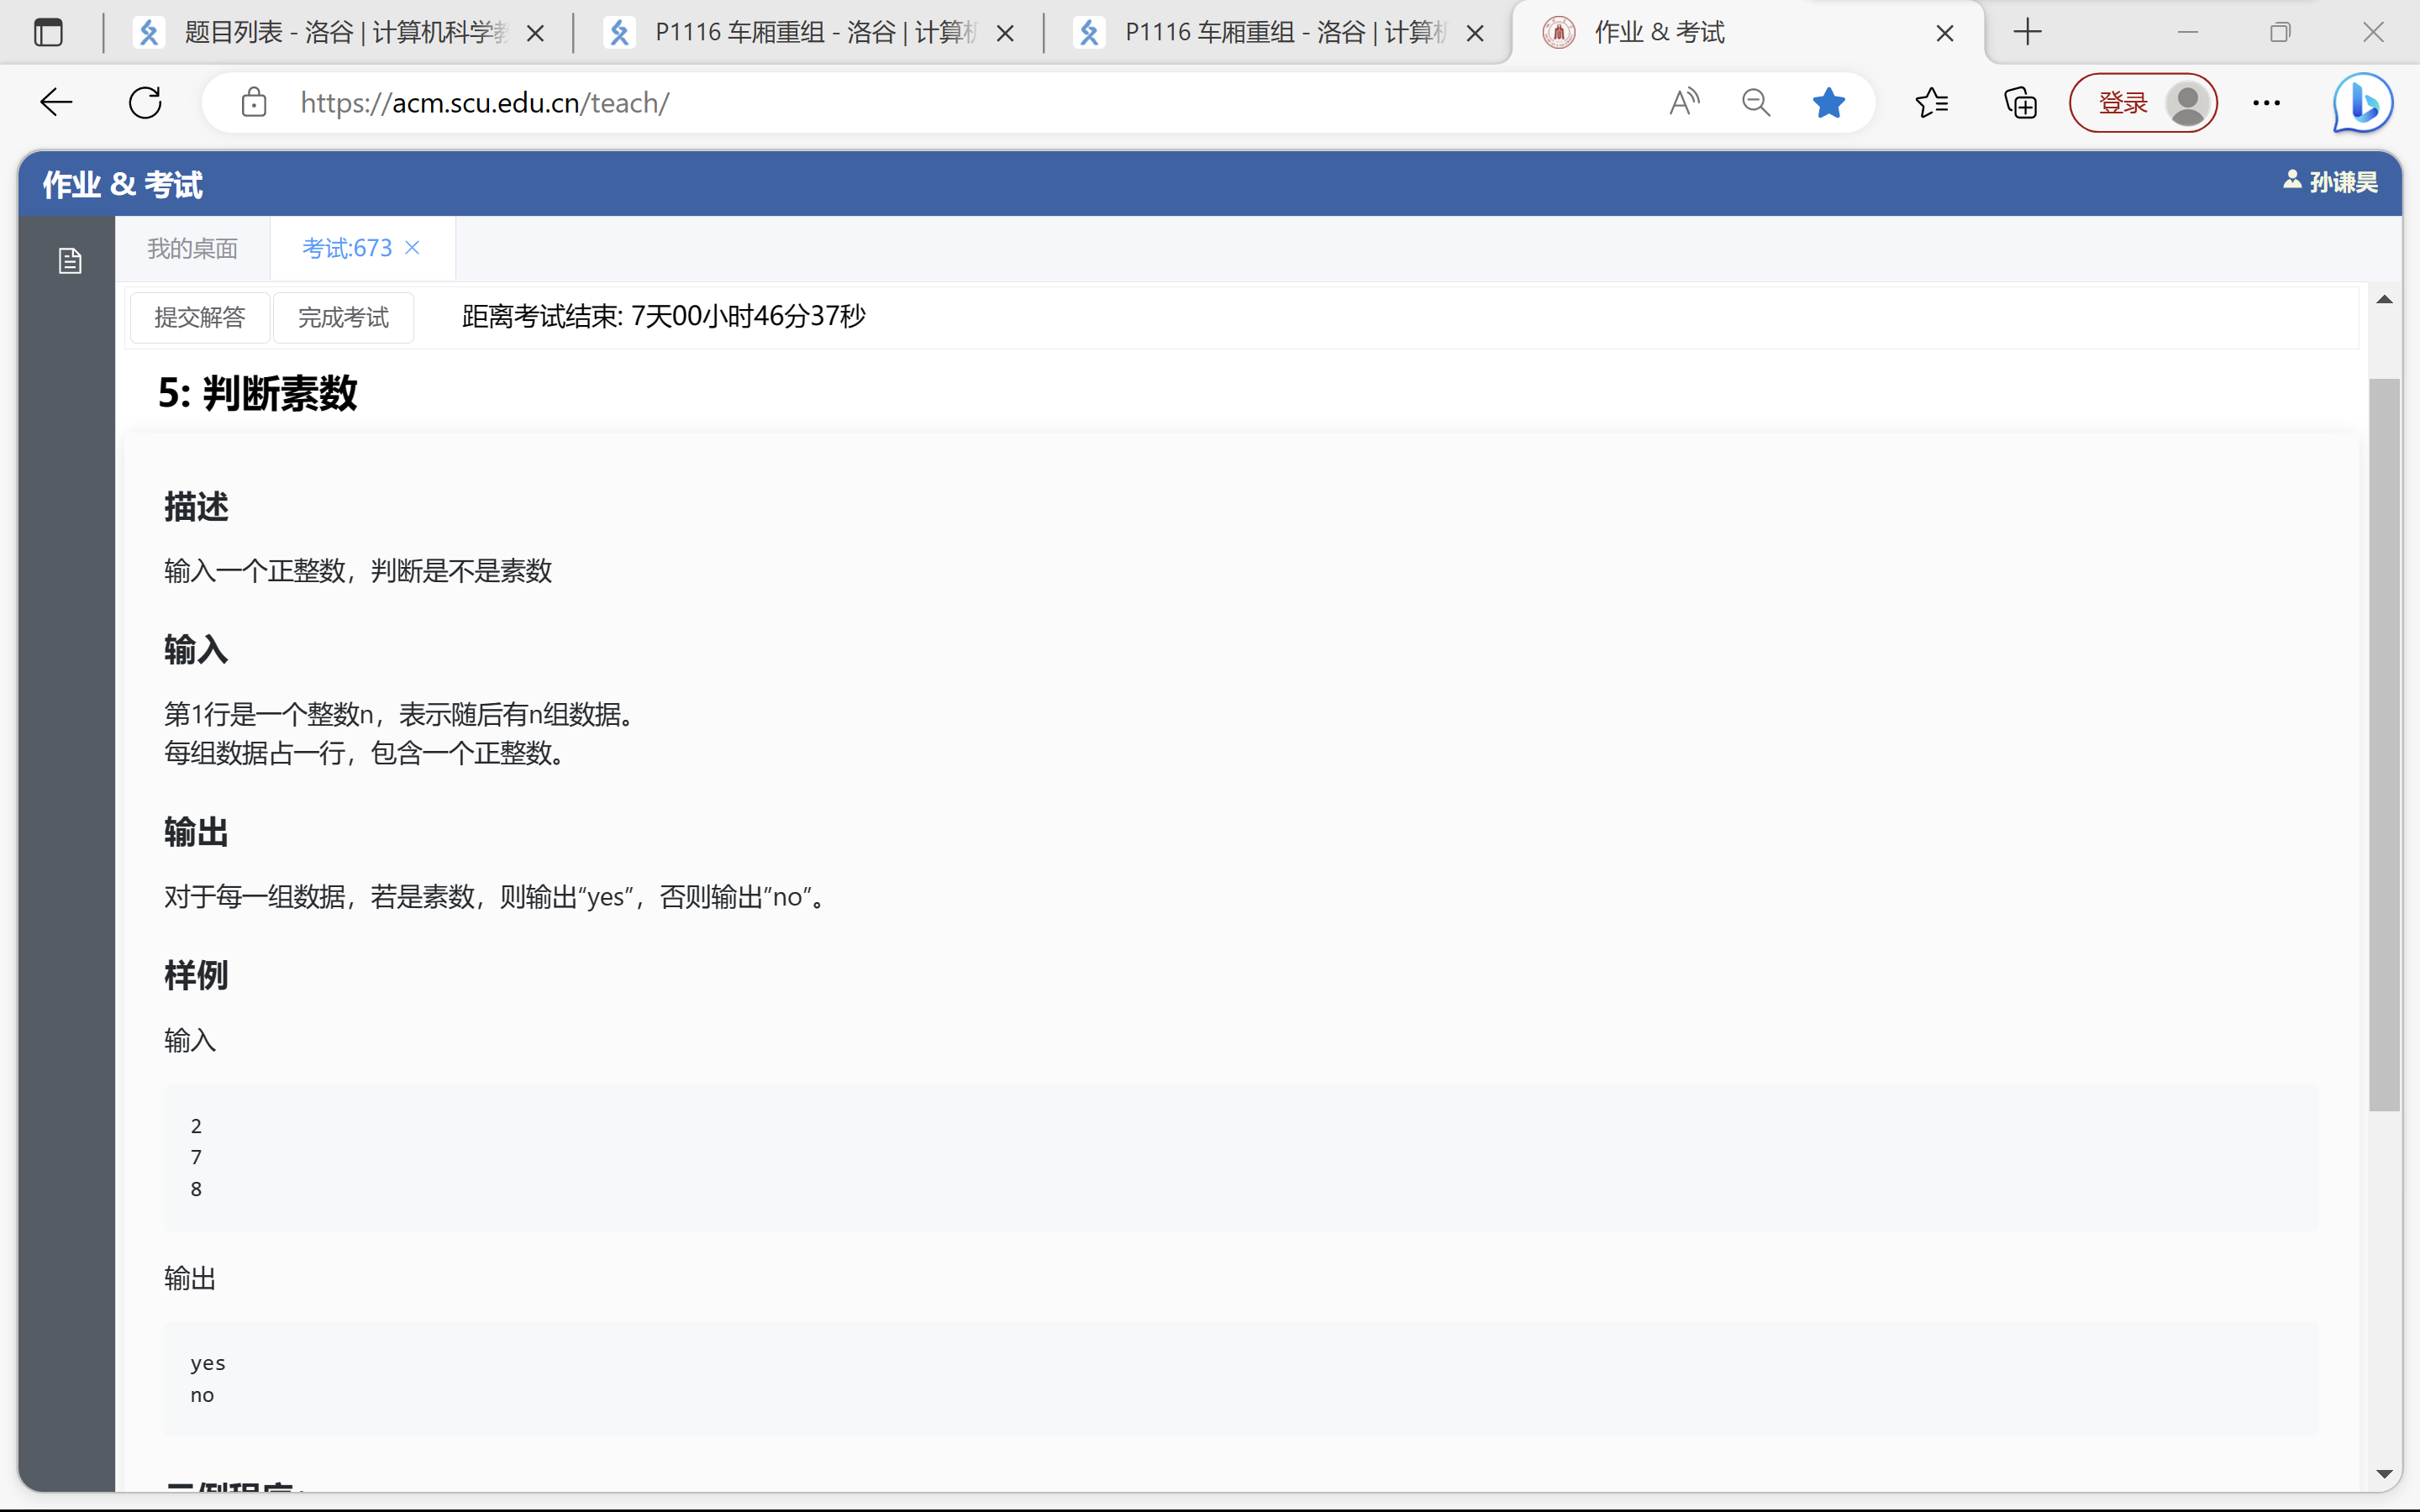 题目列表 - 洛谷 | 计算机科学教
P1116 车厢重组 - 洛谷 | 计算机
P1116 车厢重组 - 洛谷 | 计算机
作业 & 考试
https://acm.scu.edu.cn/teach/
登录
作业 & 考试
孙谦昊
我的桌面
考试:673
提交解答
完成考试
距离考试结束: 7天00小时46分37秒
5: 判断素数
描述
输入一个正整数，判断是不是素数
输入
第1行是一个整数n，表示随后有n组数据。
每组数据占一行，包含一个正整数。
输出
对于每一组数据，若是素数，则输出“yes”，否则输出”no”。
样例
输入
2
7
8
输出
yes
no